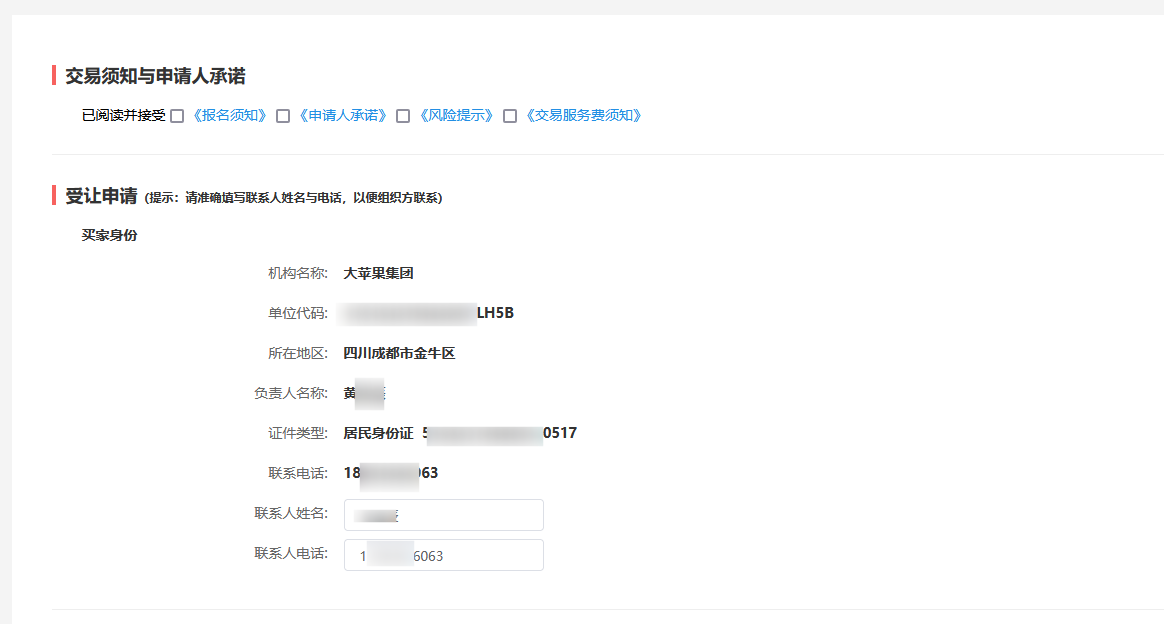 交易须知与申请人承诺
已阅读并接受 《报名须知》 《申请人承诺》 《风险提示》 《交易服务费须知》
受让申请 (提示：请准确填写联系人姓名与电话，以便组织方联系)
买家身份
机构名称: 大苹果集团
单位代码: LH5B
所在地区: 四川成都市金牛区
负责人名称: 黄
证件类型: 居民身份证 5 0517
联系电话: 18 063
联系人姓名:
联系人电话: 1 6063